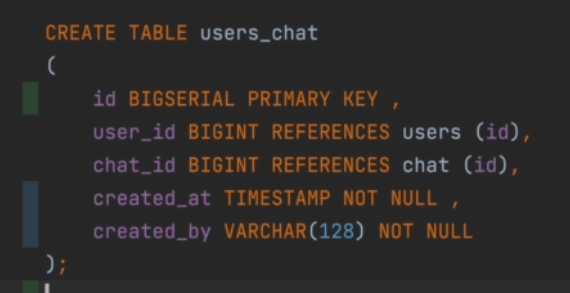 CREATE TABLE users_chat
(
    id BIGSERIAL PRIMARY KEY ,
    user_id BIGINT REFERENCES users (id),
    chat_id BIGINT REFERENCES chat (id),
    created_at TIMESTAMP NOT NULL ,
    created_by VARCHAR(128) NOT NULL
);